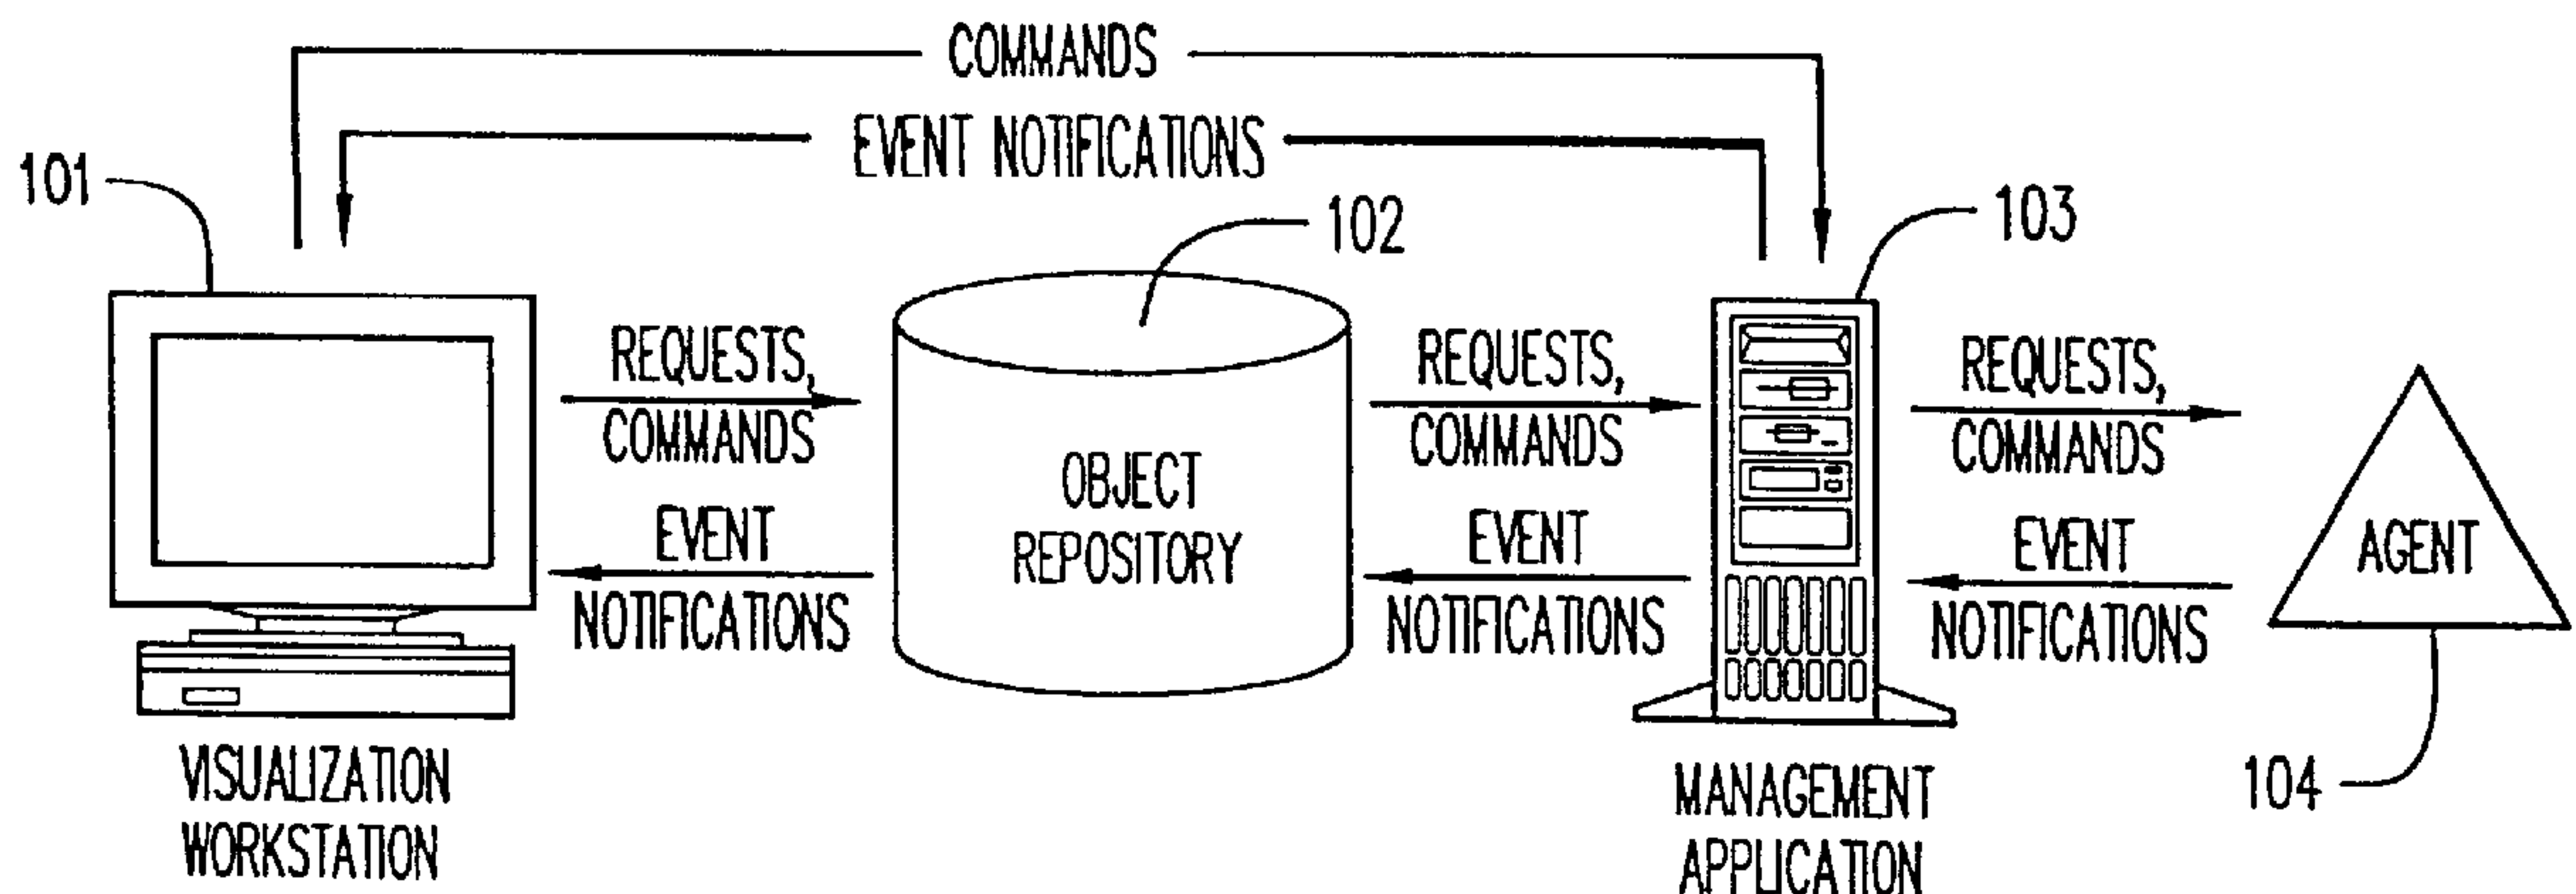 COMMANDS
EVENT NOTIFICATIONS
101
102
103
REQUESTS,
COMMANDS
EVENT
NOTIFICATIONS
OBJECT
REPOSITORY
REQUESTS,
COMMANDS
EVENT
NOTIFICATIONS
REQUESTS,
COMMANDS
EVENT
NOTIFICATIONS
AGENT
104
VISUALIZATION
WORKSTATION
MANAGEMENT
APPLICATION